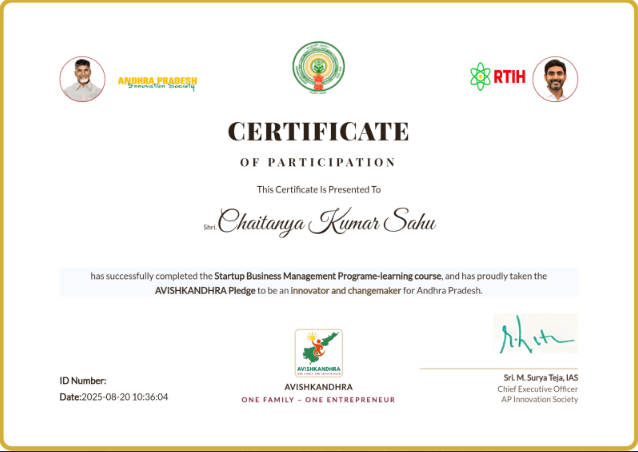 ANDHRA PRADESH
Innovation Society
RTIH
CERTIFICATE
OF PARTICIPATION
This Certificate Is Presented To
Shri. Chaitanya Kumar Sahu
has successfully completed the Startup Business Management Programe-learning course, and has proudly taken the
AVISHKANDHRA Pledge to be an innovator and changemaker for Andhra Pradesh.
AVISHKANDHRA
AVISHKANDHRA
ONE FAMILY – ONE ENTREPRENEUR
ID Number:
Date:2025-08-20 10:36:04
Sri. M. Surya Teja, IAS
Chief Executive Officer
AP Innovation Society